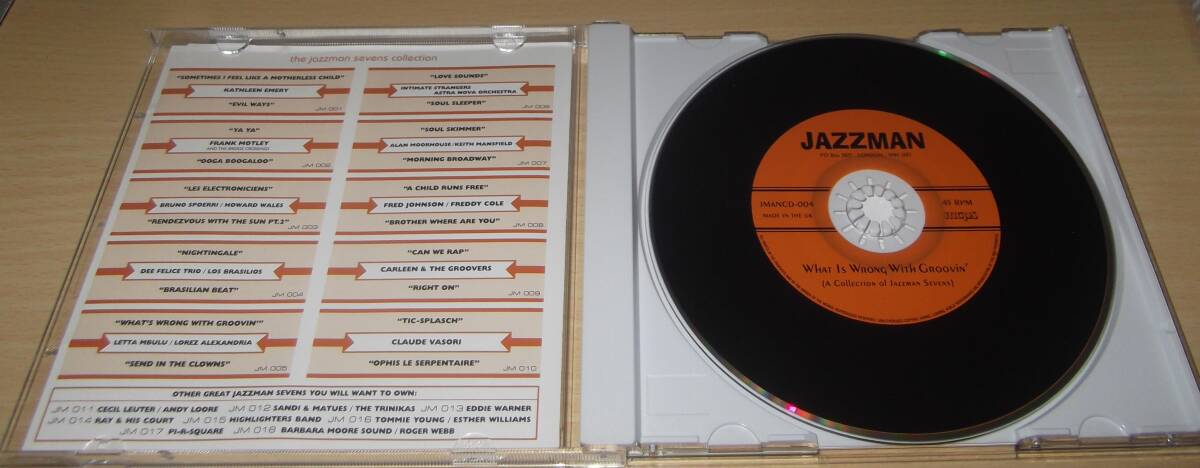 the jazzman sevens collection
"SOMETIMES I FEEL LIKE A MOTHERLESS CHILD"
KATHLEEN EMERY
"EVIL WAYS"
JM 001
"YA YA"
FRANK MOTLEY
AND THE BRIDGE CROSSINGS
"OOGA BOOGALOO"
JM 002
"LES ELECTRONICIENS"
BRUNO SPOERRI / HOWARD WALES
"RENDEZVOUS WITH THE SUN PT.2"
JM 003
"NIGHTINGALE"
DEE FELICE TRIO / LOS BRASILIOS
"BRASILIAN BEAT"
JM 004
"WHAT'S WRONG WITH GROOVIN'"
LETTA MBULU / LOREZ ALEXANDRIA
"SEND IN THE CLOWNS"
JM 005
"LOVE SOUNDS"
INTIMATE STRANGERS
ASTRA NOVA ORCHESTRA
"SOUL SLEEPER"
JM 006
"SOUL SKIMMER"
ALAN MOORHOUSE/KEITH MANSFIELD
"MORNING BROADWAY"
JM 007
"A CHILD RUNS FREE"
FRED JOHNSON / FREDDY COLE
"BROTHER WHERE ARE YOU"
JM 008
"CAN WE RAP"
CARLEEN & THE GROOVERS
"RIGHT ON"
JM 009
"TIC-SPLASCH"
CLAUDE VASORI
"OPHIS LE SERPENTAIRE"
JM 010
OTHER GREAT JAZZMAN SEVENS YOU WILL WANT TO OWN:
JM 011 CECIL LEUTER / ANDY LOORE JM 012 SANDI & MATUES / THE TRINIKAS JM 013 EDDIE WARNER
JM 014 RAY & HIS COURT JM 015 HIGHLIGHTERS BAND JM 016 TOMMIE YOUNG / ESTHER WILLIAMS
JM 017 PI-R-SQUARE JM 018 BARBARA MOORE SOUND / ROGER WEBB
JAZZMAN
JMANCD-004
MADE IN THE UK
45 RPM
mcps
WHAT IS WRONG WITH GROOVIN'
(A COLLECTION OF JAZZMAN SEVENS)